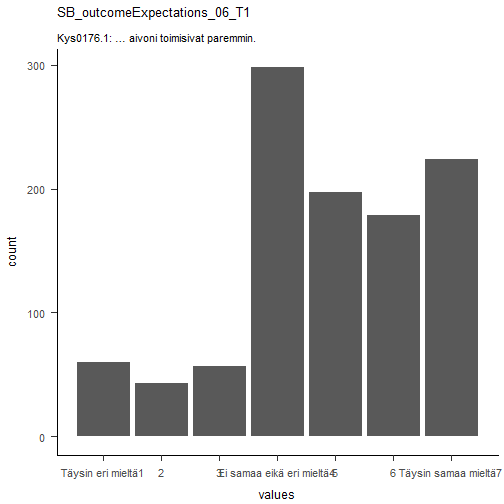 SB_outcomeExpectations_06_T1
Kys0176.1: … aivoni toimisivat paremmin.
300
200
100
0
count
Täysin eri mieltä1 2 3 Ei samaa eikä eri mieltä4 5 6 Täysin samaa mieltä7
values